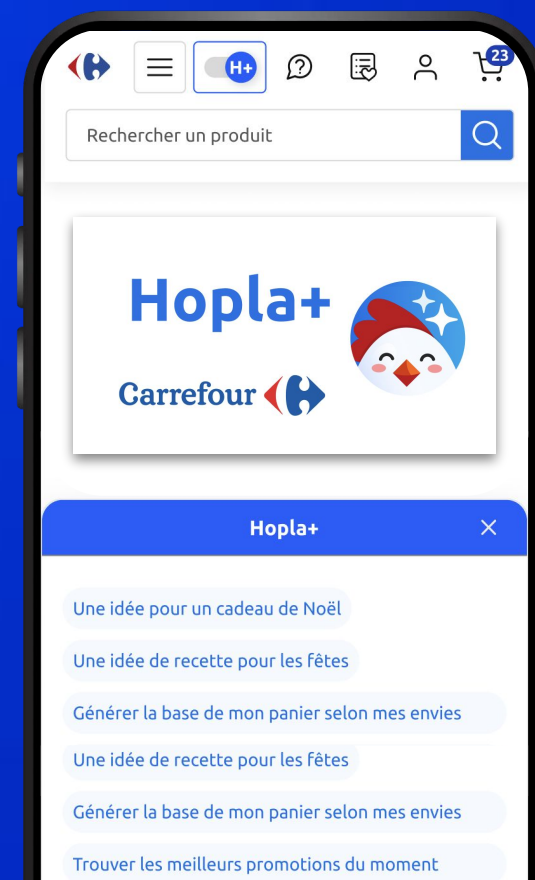 H+
23
Rechercher un produit
Hopla+
Carrefour
Hopla+
Une idée pour un cadeau de Noël
Une idée de recette pour les fêtes
Générer la base de mon panier selon mes envies
Une idée de recette pour les fêtes
Générer la base de mon panier selon mes envies
Trouver les meilleurs promotions du moment